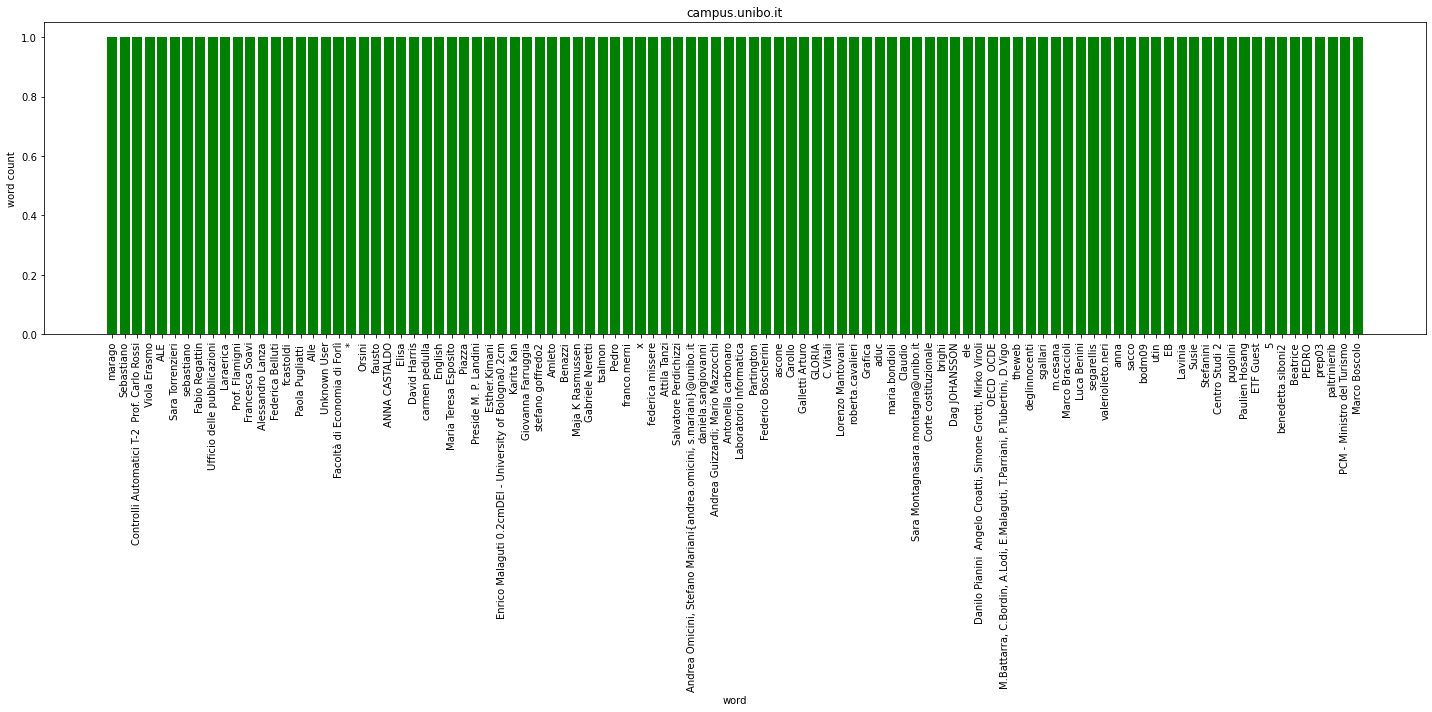 campus.unibo.it
word count
1.0
0.8
0.6
0.4
0.2
0.0
marago
Sebastiano
Controlli Automatici T-2  Prof. Carlo Rossi
Viola Erasmo
ALE
Sara Torrenzieri
sebastiano
Fabio Regattin
Ufficio delle pubblicazioni
Laraerica
Prof. Flamigni
Francesca Soavi
Alessandro Lanza
Federica Belluti
fcastoldi
Paola Pugliatti
Alle
Unknown User
Facoltà di Economia di Forlì
*
Orsini
fausto
ANNA CASTALDO
Elisa
David Harris
carmen pedulla
English
Maria Teresa Esposito
Piazza
Preside M. P. Landini
Esther.Kimani
Enrico Malaguti 0.2cmDEI - University of Bologna0.2cm
Karita Kan
Giovanna Farruggia
stefano.goffredo2
Amleto
Benazzi
Maja K Rasmussen
Gabriele Neretti
tsimon
Pedro
franco.merni
x
federica missere
Attila Tanzi
Salvatore Perdichizzi
Andrea Omicini, Stefano Mariani{andrea.omicini, s.mariani}@unibo.it
daniela.sangiovanni
Andrea Guizzardi; Mario Mazzocchi
Antonella carbonaro
Laboratorio Informatica
Partington
Federico Boscherini
ascone
Carollo
Galletti Arturo
GLORIA
C.Vitali
Lorenzo Mantovani
roberta.cavalieri
Grafica
aduc
maria.bondioli
Claudio
Sara Montagnasara.montagna@unibo.it
Corte costituzionale
brighi
Dag JOHANSSON
ele
Danilo Pianini  Angelo Croatti, Simone Grotti, Mirko Viroli
OECD  OCDE
M.Battarra, C.Bordin, A.Lodi, E.Malaguti, T.Parriani, P.Tubertini, D.Vigo
theweb
deglinnocenti
sgallari
m.cesana
Marco Braccioli
Luca Berimi
segarellis
valeriolieto.neri
anna
sacco
bodm09
utin
EB
Lavinia
Susie
Stefanini
Centro Studi 2
pugolini
Paulien Hosang
ETF Guest
5
benedetta.siboni2
Beatrice
PEDRO
prep03
paltrinierib
PCM - Ministro del Turismo
Marco Boscolo
word